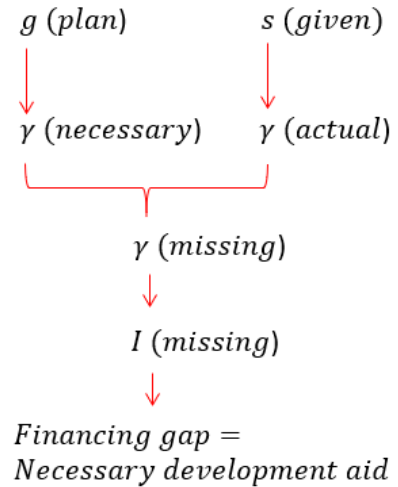 g (plan) s (given)
γ (necessary) γ (actual)
γ (missing)
I (missing)
Financing gap =
Necessary development aid